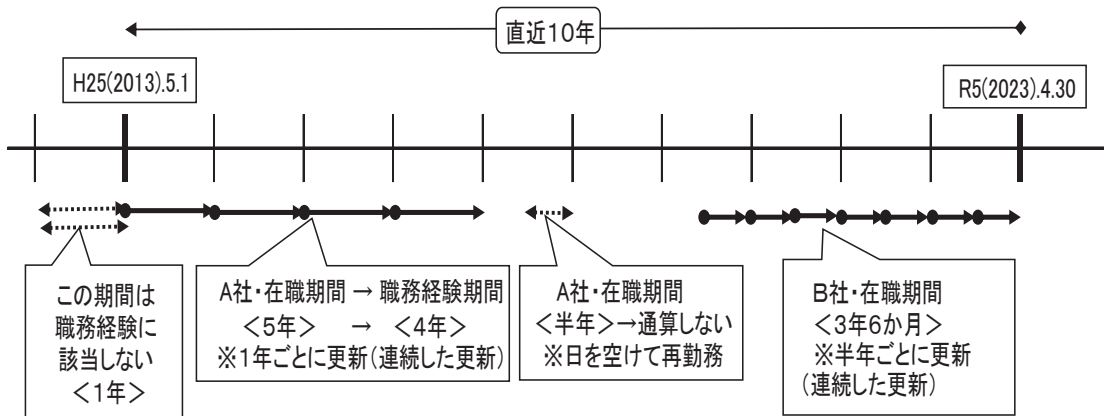 直近10年
H25(2013).5.1
R5(2023).4.30
この期間は
職務経験に
該当しない
＜1年＞
A社・在職期間 → 職務経験期間
＜5年＞ → ＜4年＞
※1年ごとに更新(連続した更新)
A社・在職期間
＜半年＞→通算しない
※日を空けて再勤務
B社・在職期間
＜3年6か月＞
※半年ごとに更新
(連続した更新)